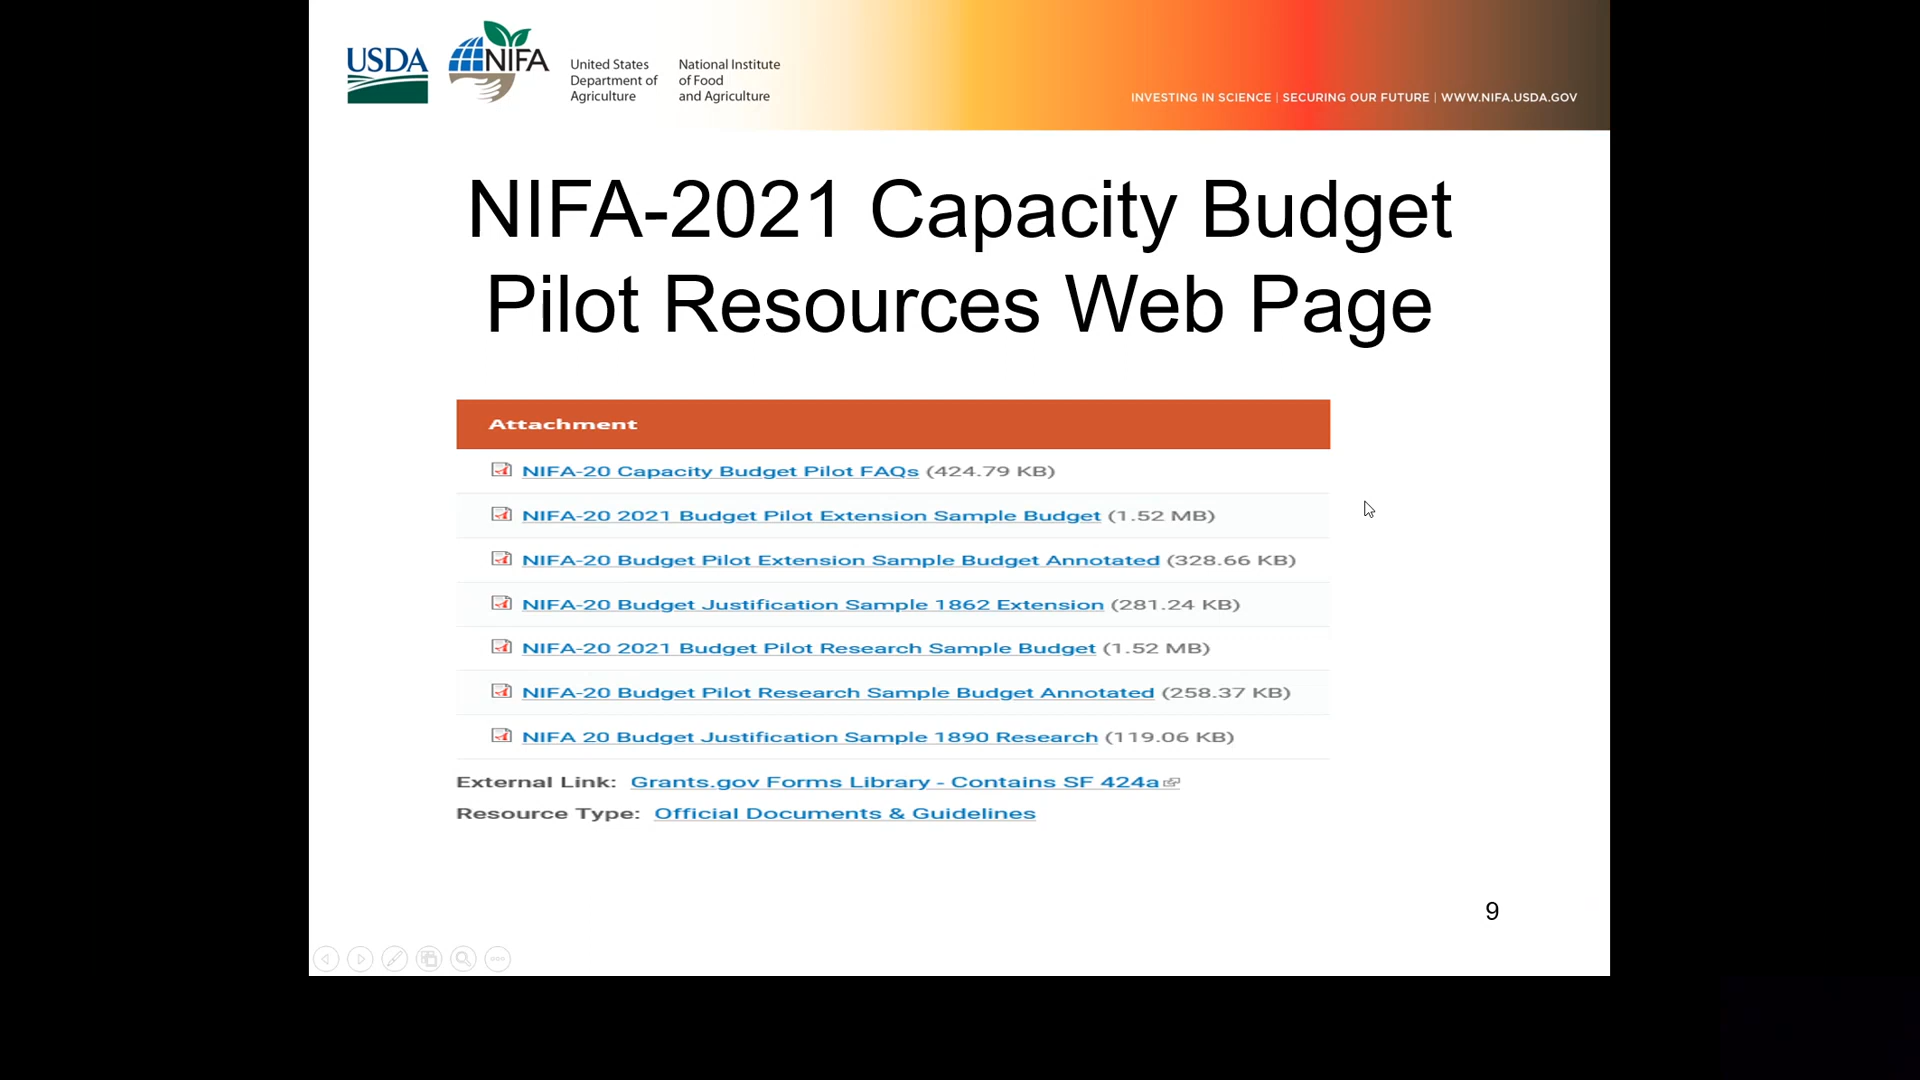 USDA
NIFA
United States
Department of
Agriculture
National Institute
of Food
and Agriculture
INVESTING IN SCIENCE | SECURING OUR FUTURE | WWW.NIFA.USDA.GOV
NIFA-2021 Capacity Budget
Pilot Resources Web Page
Attachment
NIFA-20 Capacity Budget Pilot FAQs (424.79 KB)
NIFA-20 2021 Budget Pilot Extension Sample Budget (1.52 MB)
NIFA-20 Budget Pilot Extension Sample Budget Annotated (328.66 KB)
NIFA-20 Budget Justification Sample 1862 Extension (281.24 KB)
NIFA-20 2021 Budget Pilot Research Sample Budget (1.52 MB)
NIFA-20 Budget Pilot Research Sample Budget Annotated (258.37 KB)
NIFA 20 Budget Justification Sample 1890 Research (119.06 KB)
External Link: Grants.gov Forms Library - Contains SF 424a
Resource Type: Official Documents & Guidelines
9